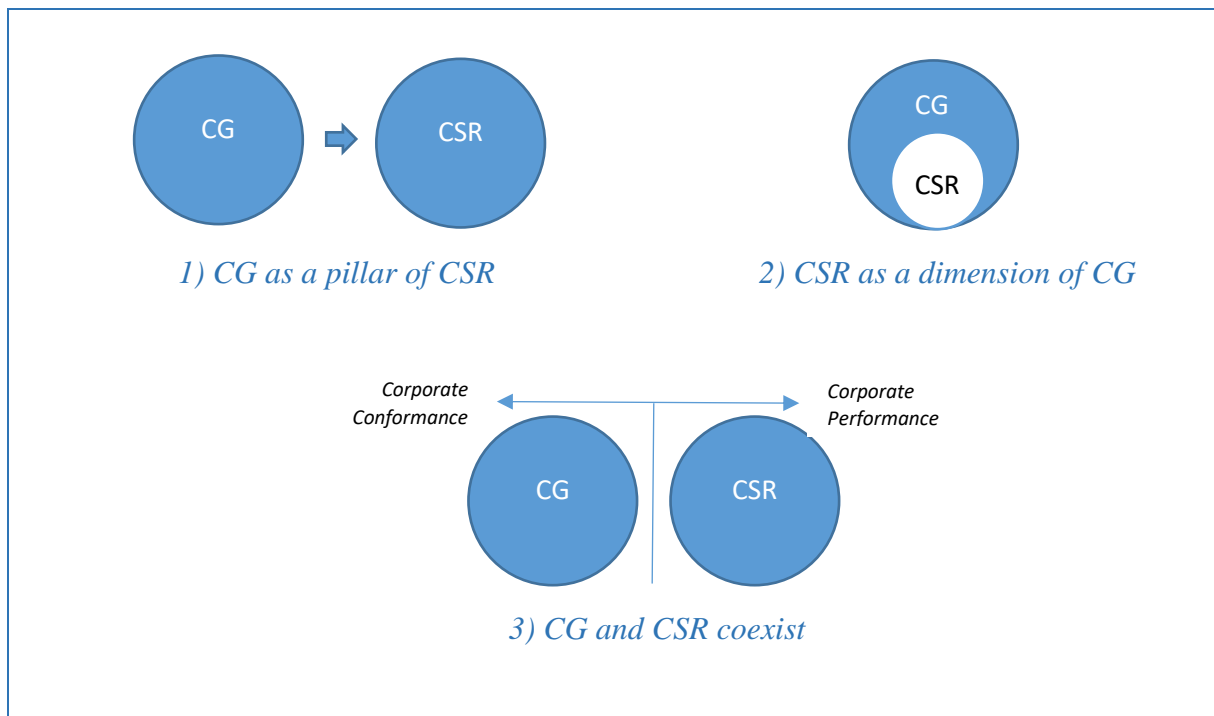 CG
CSR
1) CG as a pillar of CSR
CG
CSR
2) CSR as a dimension of CG
Corporate
Conformance
Corporate
Performance
CG
CSR
3) CG and CSR coexist